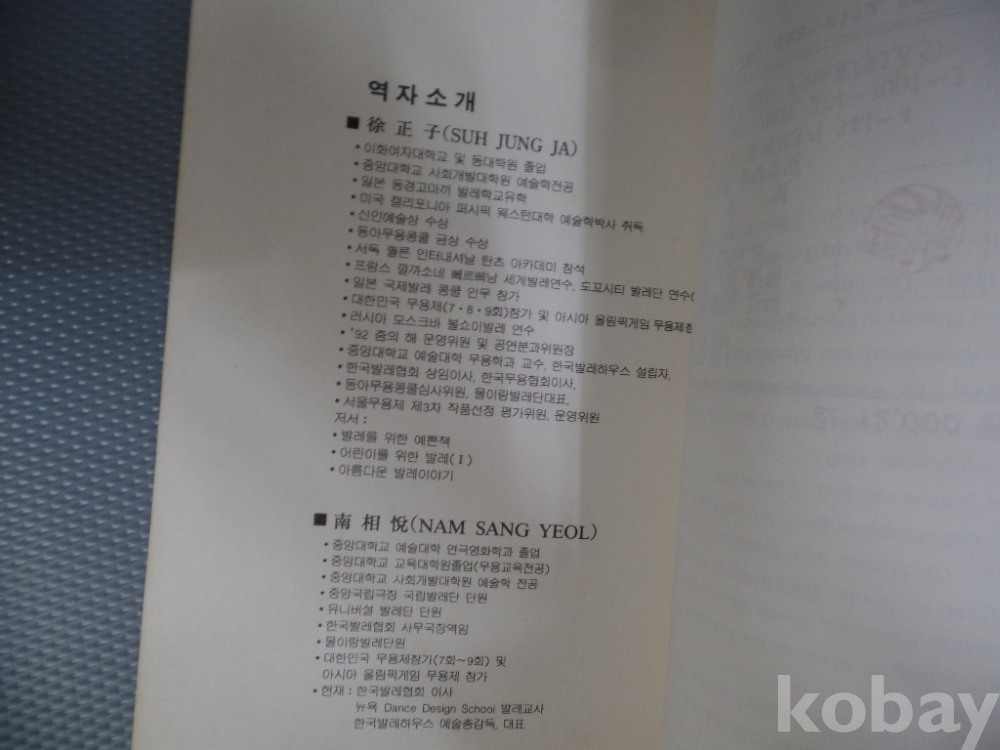 역자소개
■ 徐 正 子(SUH JUNG JA)
• 이화여자대학교 및 동대학원 졸업
• 중앙대학교 사회개발대학원 예술학전공
• 일본 동경고마끼 발레학교유학
• 미국 캘리포니아 퍼시픽 웨스턴대학 예술학박사 취득
• 신인예술상 수상
• 동아무용콩쿨 금상 수상
• 서독 퀼른 인터내셔날 탄츠 아카데미 참석
• 프랑스 깔까소네 뻬르뻬낭 세계발레연수, 도꾜시티 발레단 연수(
• 일본 국제발레 콩쿨 안무 참가
• 대한민국 무용제(7·8·9회)참가 및 아시아 올림픽게임 무용제참
• 러시아 모스크바 볼쇼이발레 연수
• '92 춤의 해 운영위원 및 공연분과위원장
• 중앙대학교 예술대학 무용학과 교수, 한국발레하우스 설립자,
• 한국발레협회 상임이사, 한국무용협회이사,
• 동아무용콩쿨심사위원, 물이랑발레단대표,
• 서울무용제 제3차 작품선정 평가위원, 운영위원
저서 :
• 발레를 위한 예쁜책
• 어린이를 위한 발레(I)
• 아름다운 발레이야기
■ 南 相 悅(NAM SANG YEOL)
• 중앙대학교 예술대학 연극영화학과 졸업
• 중앙대학교 교육대학원졸업(무용교육전공)
• 중앙대학교 사회개발대학원 예술학 전공
• 중앙국립극장 국립발레단 단원
• 유니버설 발레단 단원
• 한국발레협회 사무국장역임
• 물이랑발레단원
• 대한민국 무용제참가(7회~9회) 및
아시아 올림픽게임 무용제 참가
• 현재 : 한국발레협회 이사
뉴욕 Dance Design School 발레교사
한국발레하우스 예술총감독, 대표
kobay